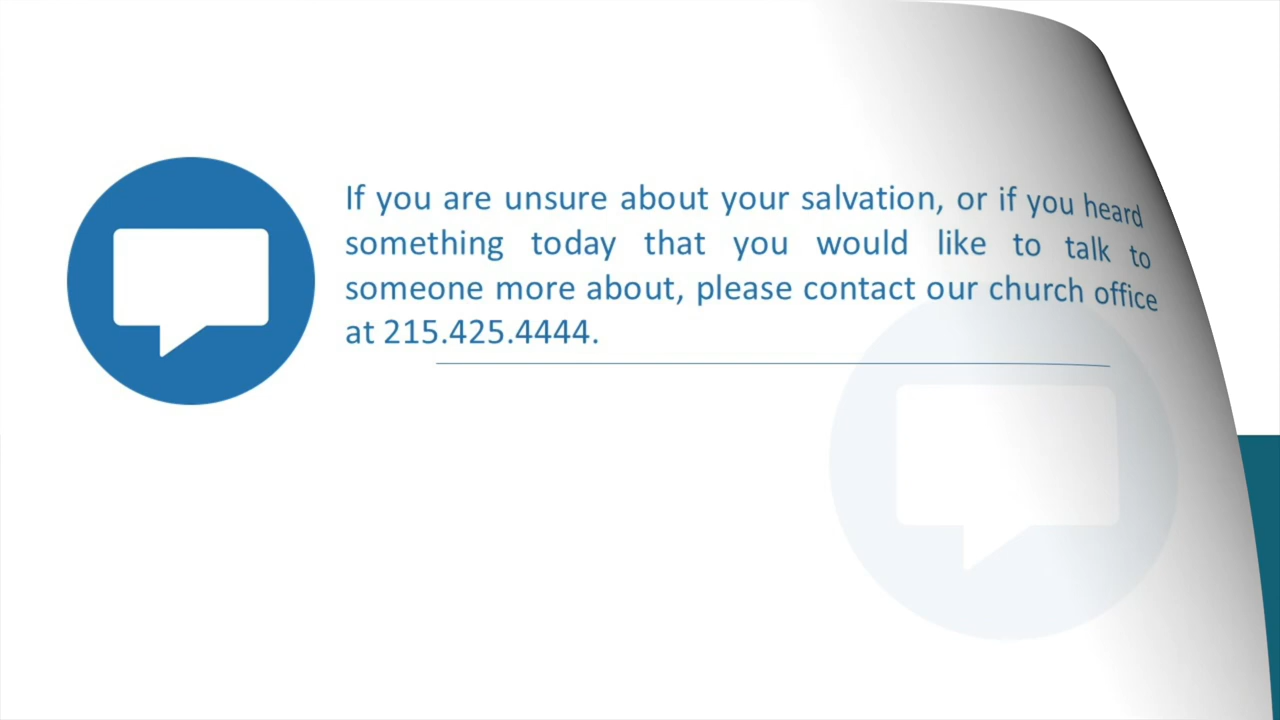 If you are unsure about your salvation, or if you heard
something today that you would like to talk to
someone more about, please contact our church office
at 215.425.4444.